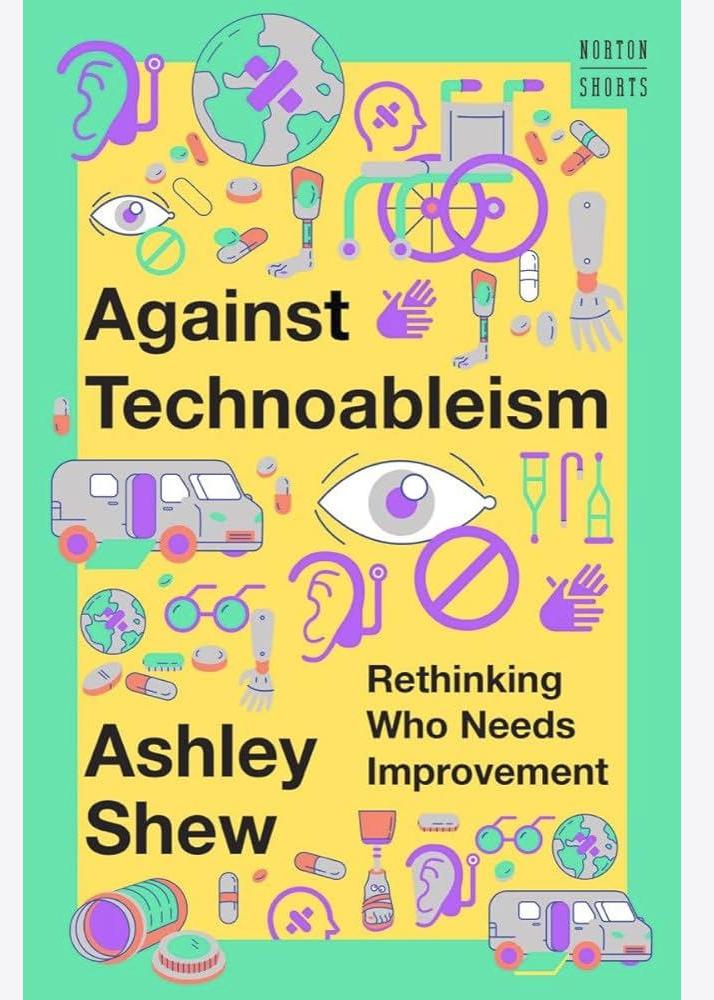 NORTON
SHORTS
Against
Technoableism
Rethinking
Who Needs
Improvement
Ashley
Shew